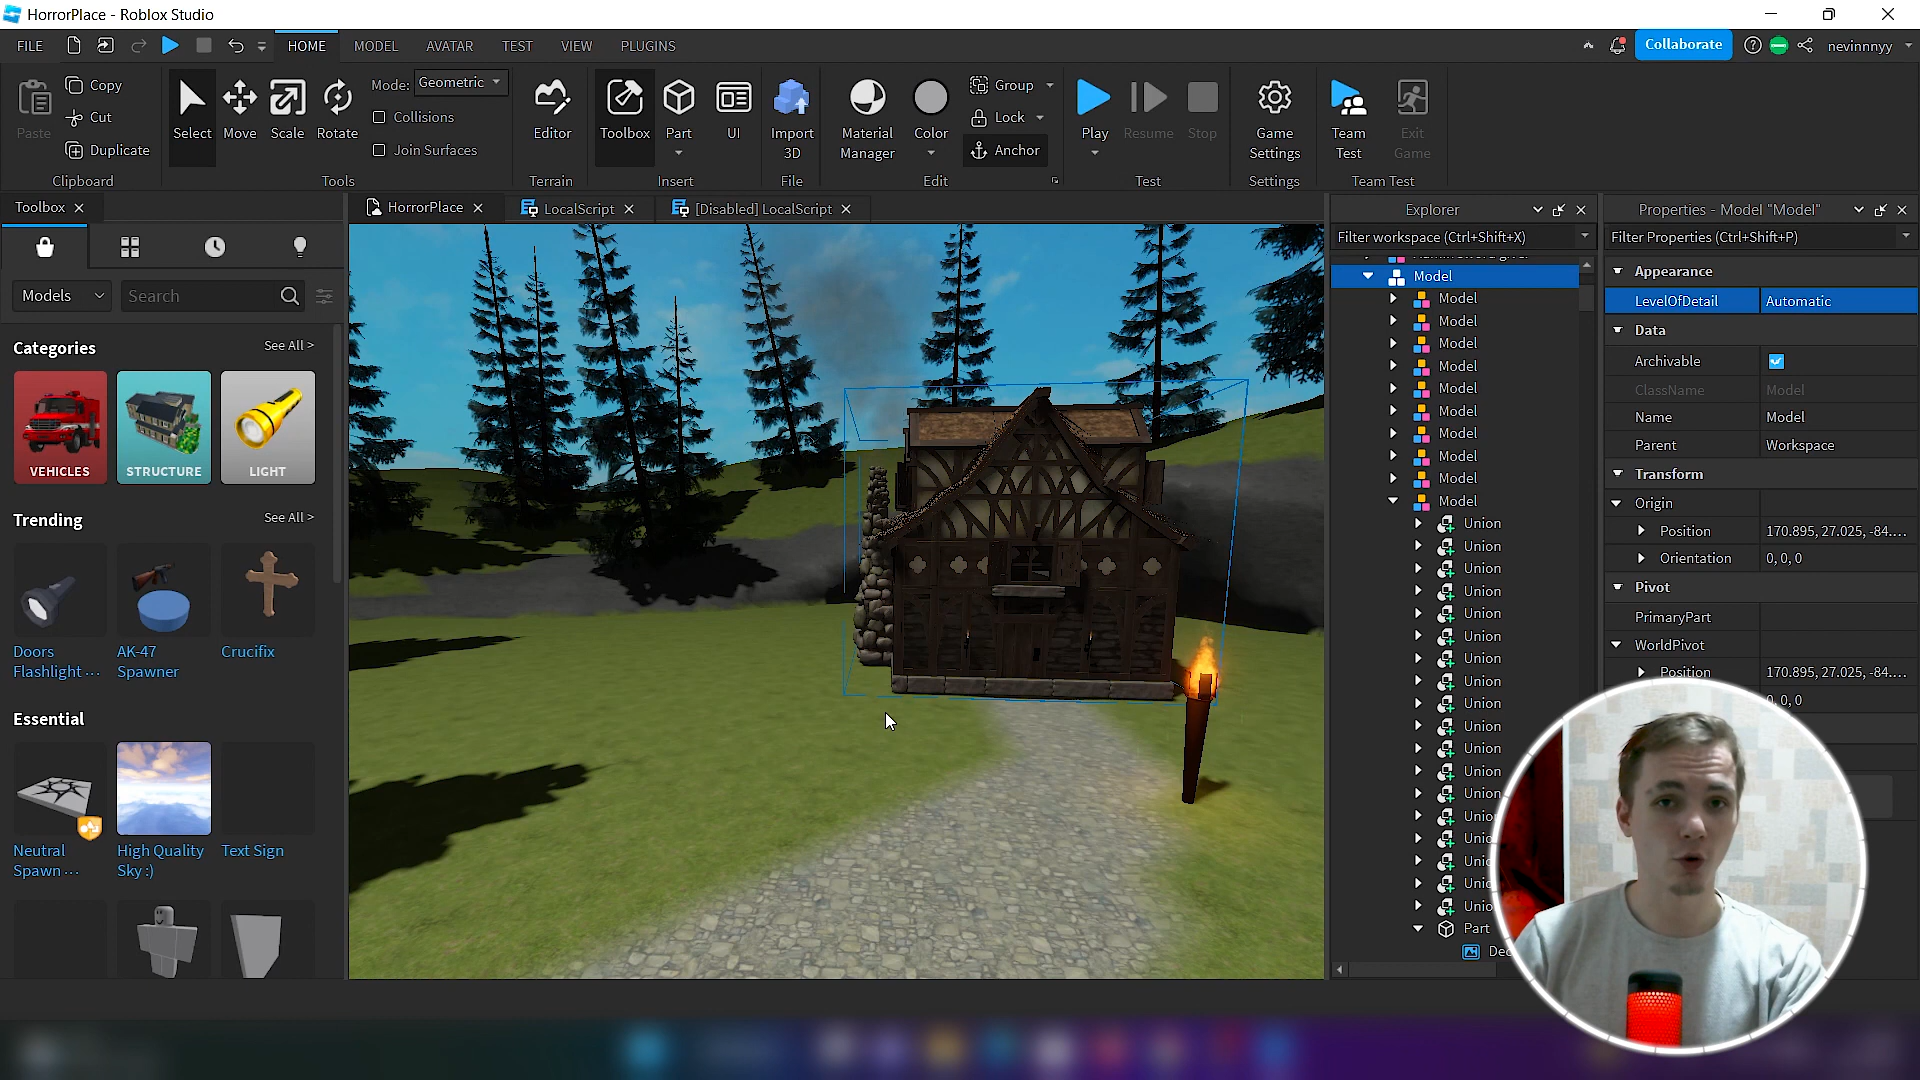 HorrorPlace - Roblox Studio
FILE HOME MODEL AVATAR TEST VIEW PLUGINS Collaborate nevinnnyy
Paste Copy Cut Duplicate
Clipboard
Select Move Scale Rotate
Mode: Geometric
Collisions
Join Surfaces
Tools
Editor
Terrain
Toolbox Part UI
Insert
Import 3D
File
Material Manager Color
Group
Lock
Anchor
Edit
Play Resume Stop
Test
Game Settings
Settings
Team Test Exit Game
Team Test
Toolbox
Models Search
Categories See All >
VEHICLES STRUCTURE LIGHT
Trending See All >
Doors Flashlight ...
AK-47 Spawner
Crucifix
Essential
Neutral Spawn ...
High Quality Sky :)
Text Sign
HorrorPlace LocalScript [Disabled] LocalScript
Explorer
Filter workspace (Ctrl+Shift+X)
Model
Model
Model
Model
Model
Model
Model
Model
Model
Model
Model
Union
Union
Union
Union
Union
Union
Union
Union
Union
Union
Union
Union
Union
Part
Properties - Model "Model"
Filter Properties (Ctrl+Shift+P)
Appearance
LevelOfDetail Automatic
Data
Archivable
ClassName Model
Name Model
Parent Workspace
Transform
Origin
Position 170.895, 27.025, -84....
Orientation 0, 0, 0
Pivot
PrimaryPart
WorldPivot
Position 170.895, 27.025, -84....
0, 0, 0